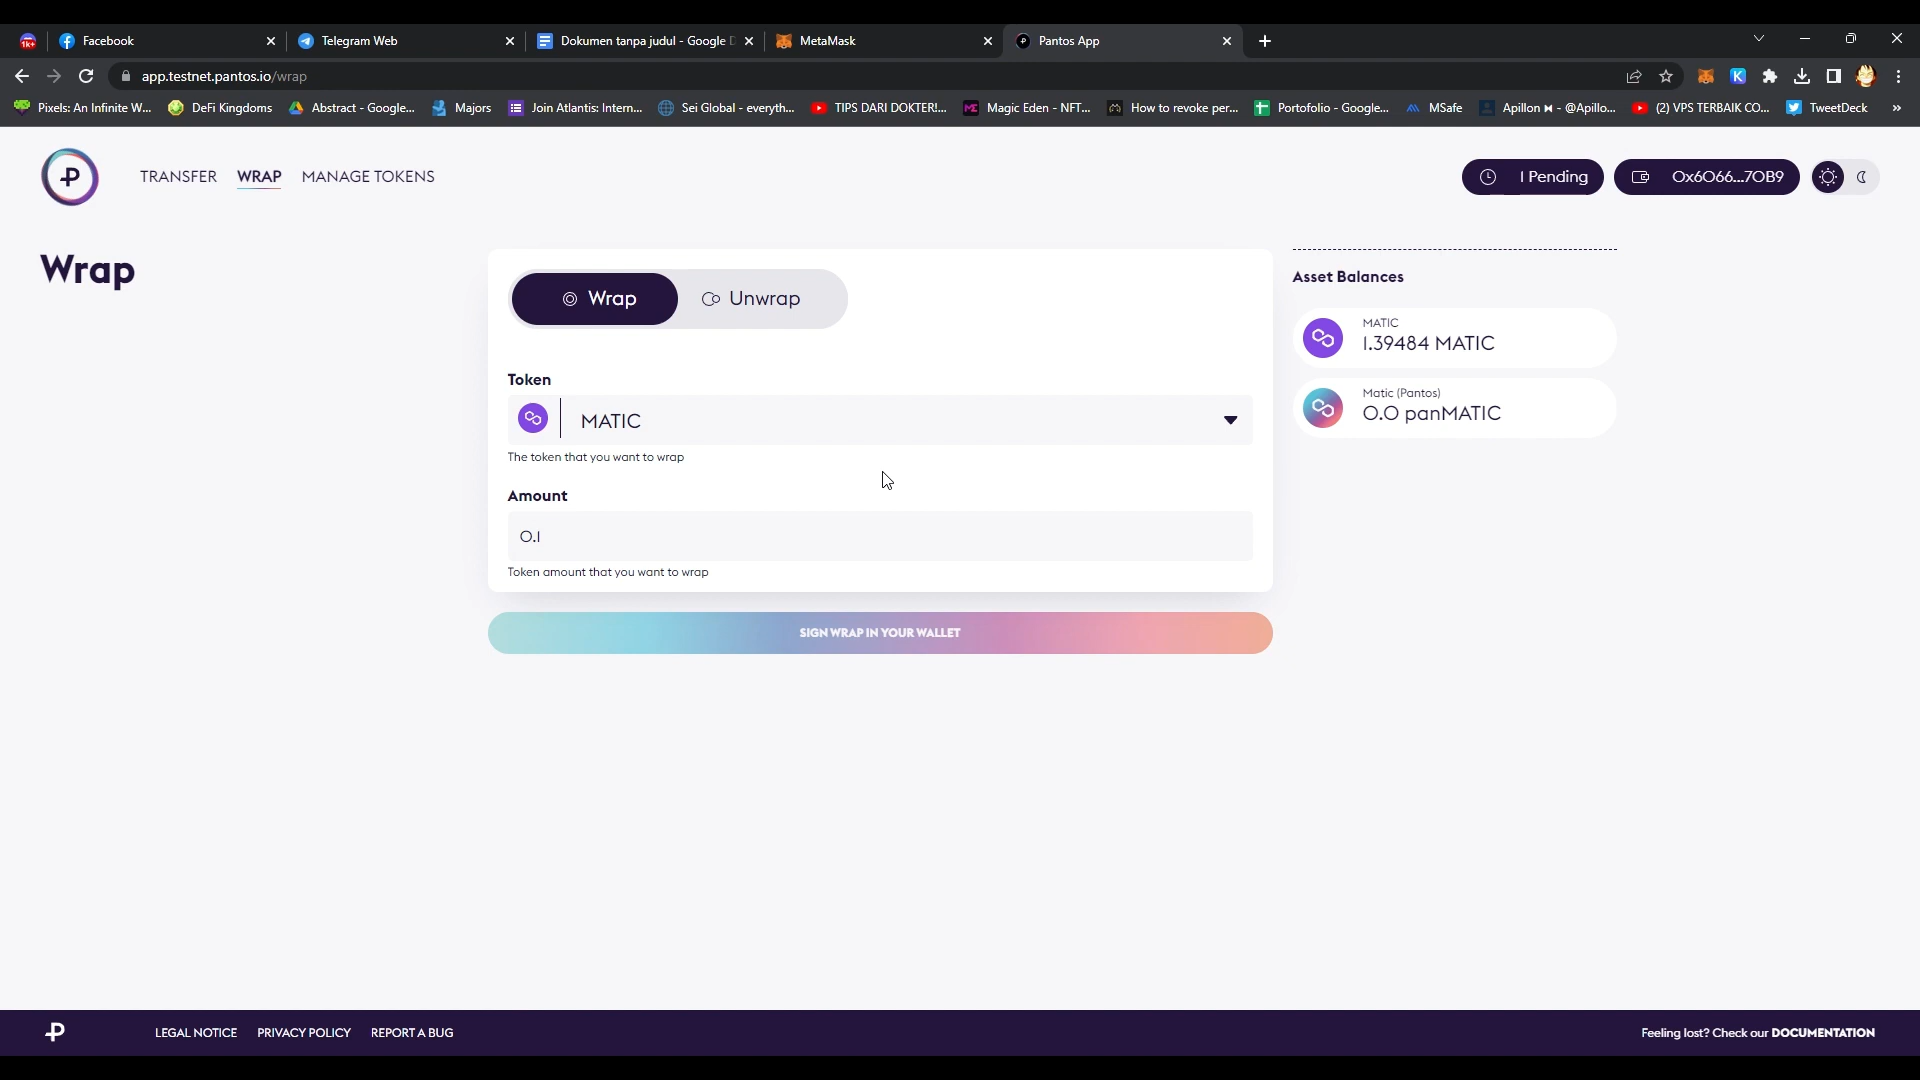 1k+
Facebook
Telegram Web
Dokumen tanpa judul - Google D
MetaMask
Pantos App
app.testnet.pantos.io/wrap
Pixels: An Infinite W...
DeFi Kingdoms
Abstract - Google...
Majors
Join Atlantis: Intern...
Sei Global - everyth...
TIPS DARI DOKTER!...
Magic Eden - NFT...
How to revoke per...
Portofolio - Google...
MSafe
Apillon ⧓ - @Apillo...
(2) VPS TERBAIK CO...
TweetDeck
»
TRANSFER
WRAP
MANAGE TOKENS
1 Pending
0x6066...70B9
Wrap
Wrap
Unwrap
Token
MATIC
The token that you want to wrap
Amount
0.1
Token amount that you want to wrap
SIGN WRAP IN YOUR WALLET
Asset Balances
MATIC
1.39484 MATIC
Matic (Pantos)
0.0 panMATIC
LEGAL NOTICE
PRIVACY POLICY
REPORT A BUG
Feeling lost? Check our DOCUMENTATION